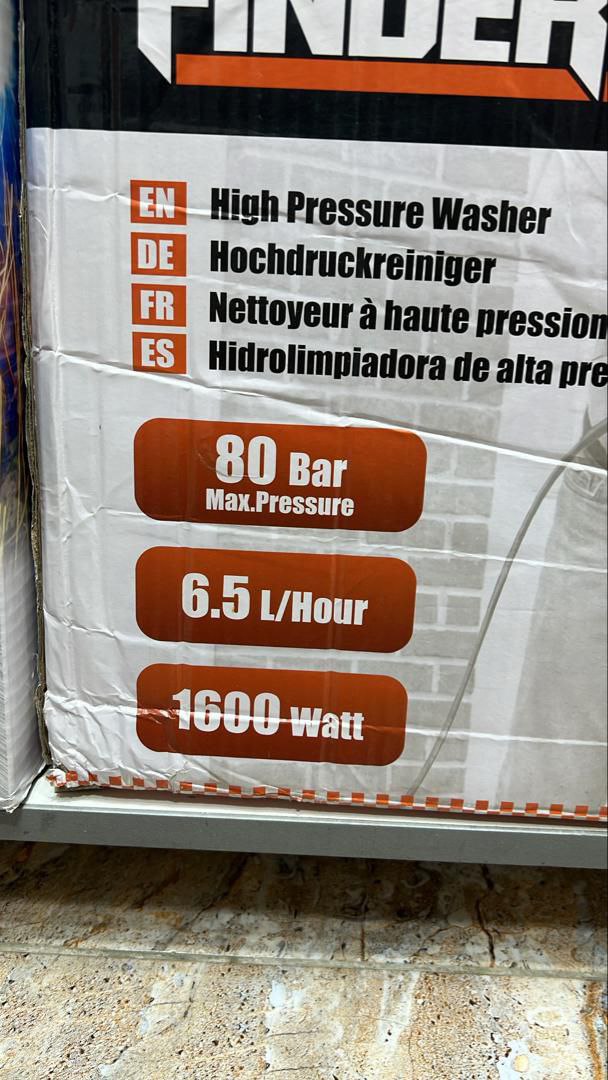 FINDER
EN High Pressure Washer
DE Hochdruckreiniger
FR Nettoyeur à haute pression
ES Hidrolimpiadora de alta pre
80 Bar
Max.Pressure
6.5 L/Hour
1600 Watt